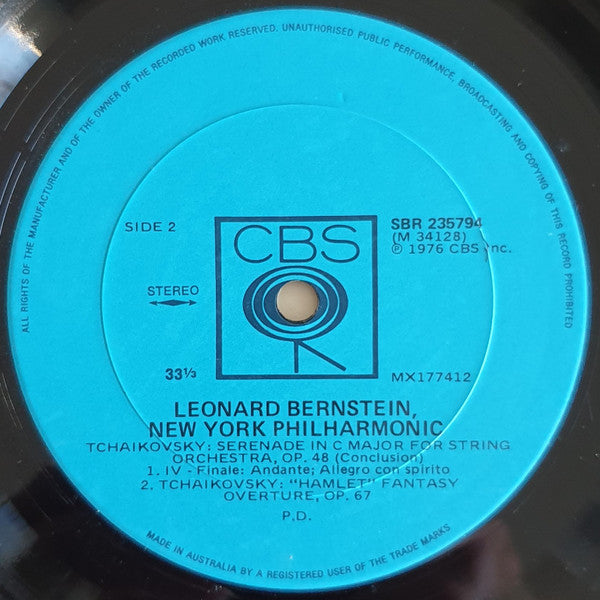 ALL RIGHTS OF THE MANUFACTURER AND OF THE OWNER OF THE RECORDED WORK RESERVED. UNAUTHORISED PUBLIC PERFORMANCE, BROADCASTING AND COPYING OF THIS RECORD PROHIBITED
SIDE 2
CBS
SBR 235794
(M 34128)
℗ 1976 CBS Inc.
STEREO
33⅓
MX177412
LEONARD BERNSTEIN,
NEW YORK PHILHARMONIC
TCHAIKOVSKY: SERENADE IN C MAJOR FOR STRING
ORCHESTRA, OP. 48 (Conclusion)
1. IV - Finale: Andante; Allegro con spirito
2. TCHAIKOVSKY: "HAMLET" FANTASY
OVERTURE, OP. 67
P.D.
MADE IN AUSTRALIA BY A REGISTERED USER OF THE TRADE MARKS